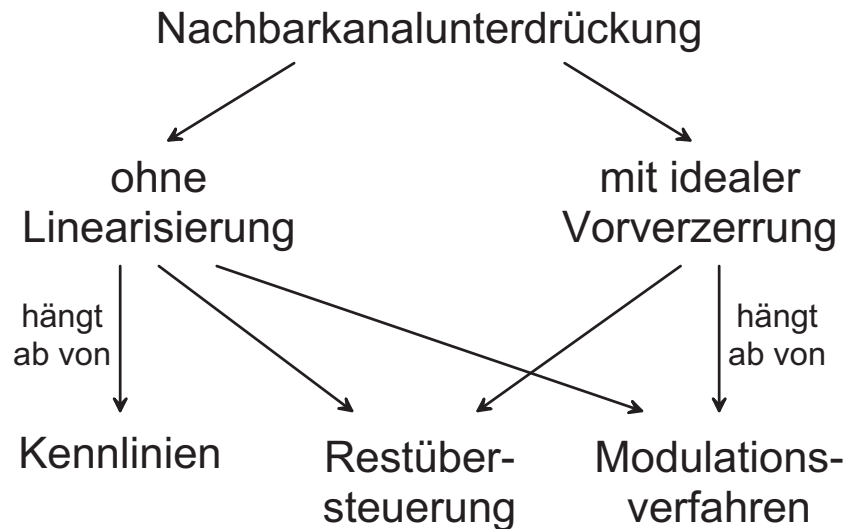 Nachbarkanalunterdrückung
ohne
Linearisierung
mit idealer
Vorverzerrung
hängt
ab von
hängt
ab von
Kennlinien
Restüber-
steuerung
Modulations-
verfahren